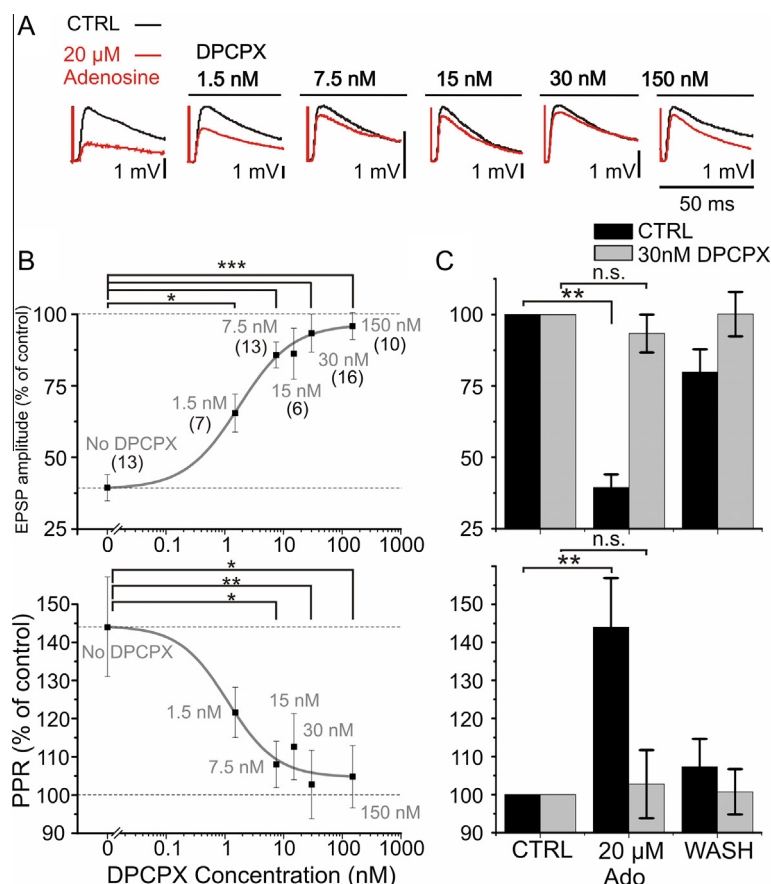 A
CTRL
20 µM
Adenosine
DPCPX
1.5 nM
7.5 nM
15 nM
30 nM
150 nM
1 mV
1 mV
1 mV
1 mV
1 mV
1 mV
50 ms
B
***
*
EPSP amplitude (% of control)
100
75
50
25
No DPCPX
(13)
1.5 nM
(7)
7.5 nM
(13)
15 nM
(6)
30 nM
(16)
150 nM
(10)
0
0.1
1
10
100
1000
*
**
*
PPR (% of control)
150
140
130
120
110
100
90
No DPCPX
1.5 nM
7.5 nM
15 nM
30 nM
150 nM
0
0.1
1
10
100
1000
DPCPX Concentration (nM)
C
CTRL
30nM DPCPX
n.s.
**
100
75
50
25
n.s.
**
150
140
130
120
110
100
90
CTRL
20 µM
Ado
WASH